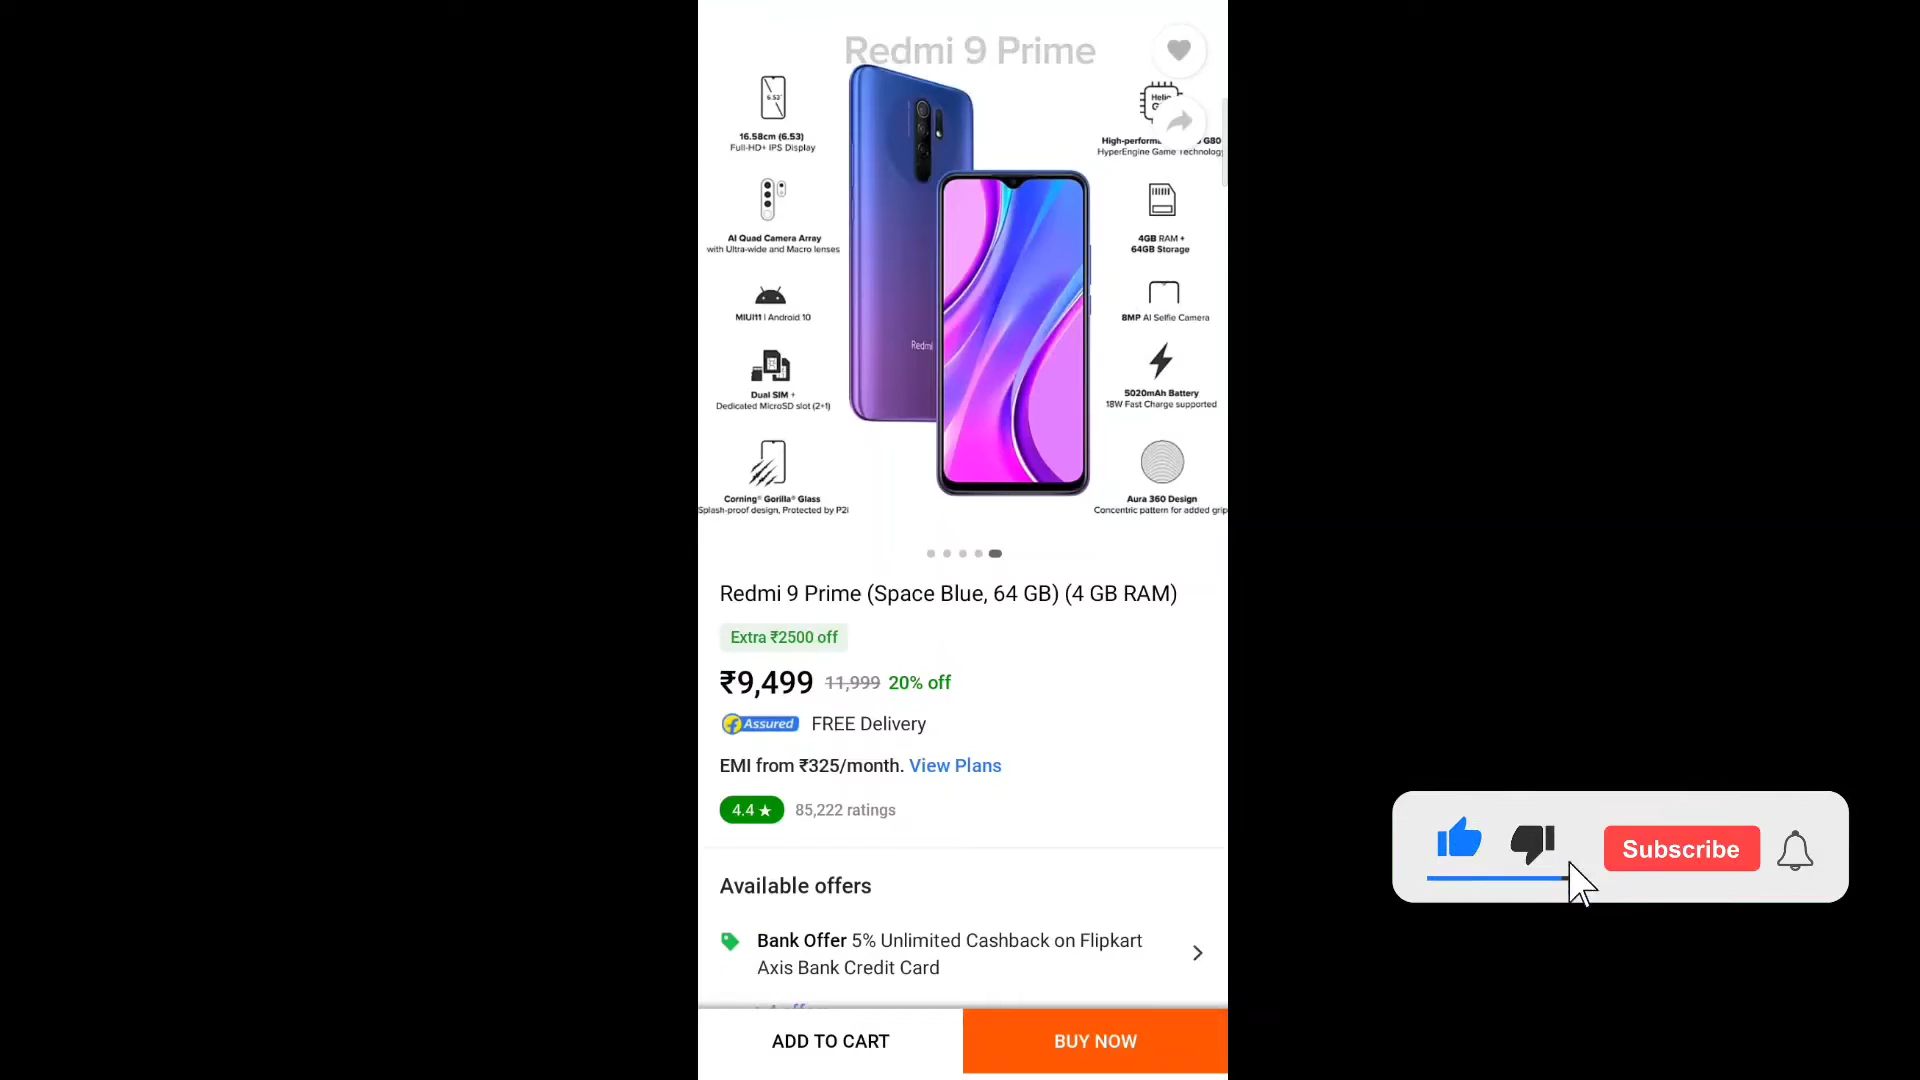 Redmi 9 Prime
6.53"
16.58cm (6.53)
Full-HD+ IPS Display
Helio
High-perform G80
HyperEngine Game Technology
AI Quad Camera Array
with Ultra-wide and Macro lenses
4GB RAM +
64GB Storage
MIUI11 | Android 10
8MP AI Selfie Camera
Redmi
Dual SIM +
Dedicated MicroSD slot (2+1)
5020mAh Battery
18W Fast Charge supported
Corning® Gorilla® Glass
Splash-proof design, Protected by P2i
Aura 360 Design
Concentric pattern for added grip
Redmi 9 Prime (Space Blue, 64 GB) (4 GB RAM)
Extra ₹2500 off
₹9,499 11,999 20% off
Assured FREE Delivery
EMI from ₹325/month. View Plans
4.4 ★ 85,222 ratings
Available offers
Bank Offer 5% Unlimited Cashback on Flipkart
Axis Bank Credit Card
ADD TO CART
BUY NOW
Subscribe